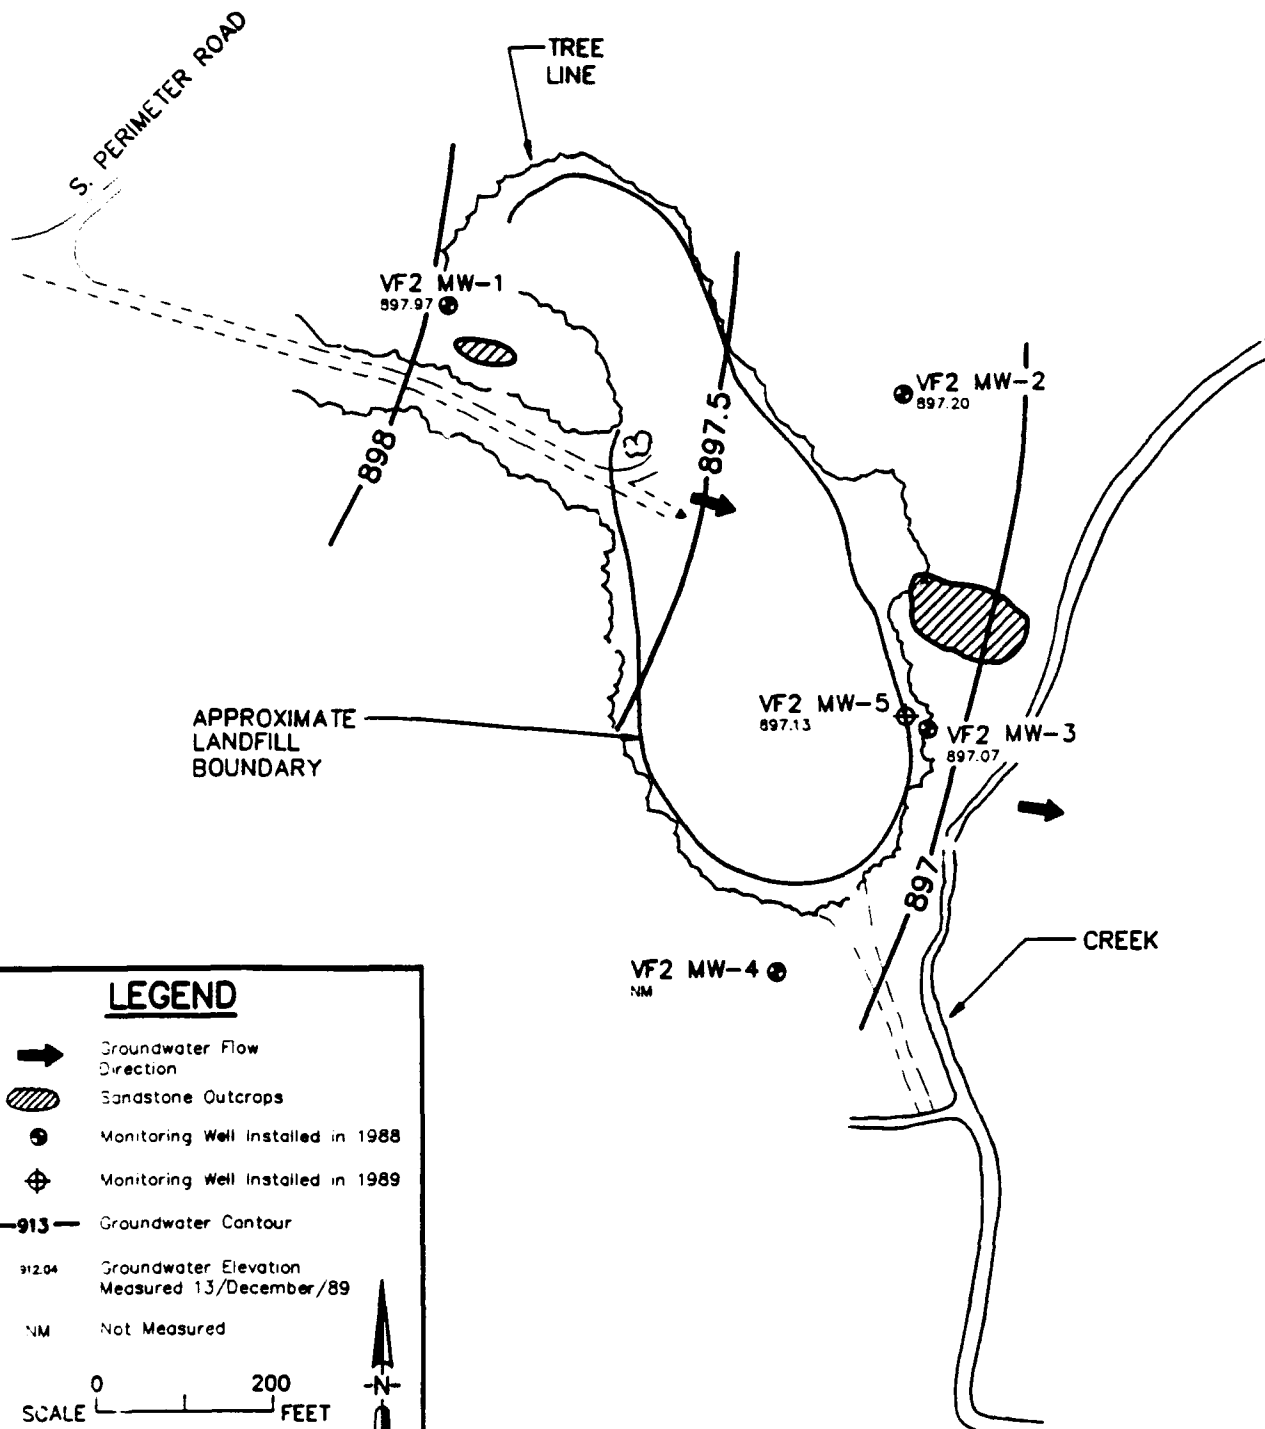 S. PERIMETER ROAD
TREE
LINE
VF2 MW-1
897.97
VF2 MW-2
897.20
898
897.5
VF2 MW-5
897.13
VF2 MW-3
897.07
APPROXIMATE
LANDFILL
BOUNDARY
897
VF2 MW-4
NM
CREEK
LEGEND
Groundwater Flow
Direction
Sandstone Outcrops
Monitoring Well Installed in 1988
Monitoring Well Installed in 1989
913
Groundwater Contour
912.04
Groundwater Elevation
Measured 13/December/89
NM
Not Measured
0 200
SCALE FEET
N